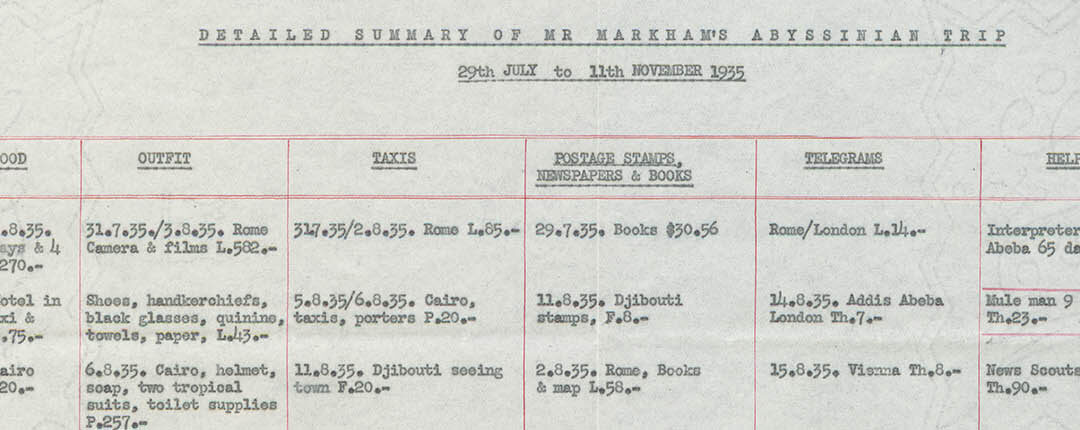 DETAILED SUMMARY OF MR MARKHAM'S ABYSSINIAN TRIP
29th JULY to 11th NOVEMBER 1935
OOD
.8.35.
ays & 4
270.-
otel in
xi &
.75.-
airo
20.-
OUTFIT
31.7.35./3.8.35. Rome
Camera & films L.582.-
Shoes, handkerchiefs,
black glasses, quinine,
towels, paper, L.43.-
6.8.35. Cairo, helmet,
soap, two tropical
suits, toilet supplies
P.257.-
TAXIS
317.35/2.8.35. Rome L.85.-
5.8.35/6.8.35. Cairo,
taxis, porters P.20.-
11.8.35. Djibouti seeing
town F.20.-
POSTAGE STAMPS,
NEWSPAPERS & BOOKS
29.7.35. Books $30.56
11.8.35. Djibouti
stamps, F.8.-
2.8.35. Rome, Books
& map L.58.-
TELEGRAMS
Rome/London L.14.-
14.8.35. Addis Abeba
London Th.7.-
15.8.35. Vienna Th.8.-
HELP
Interpreter
Abeba 65 da
Mule man 9
Th.23.-
News Scouts
Th.90.-